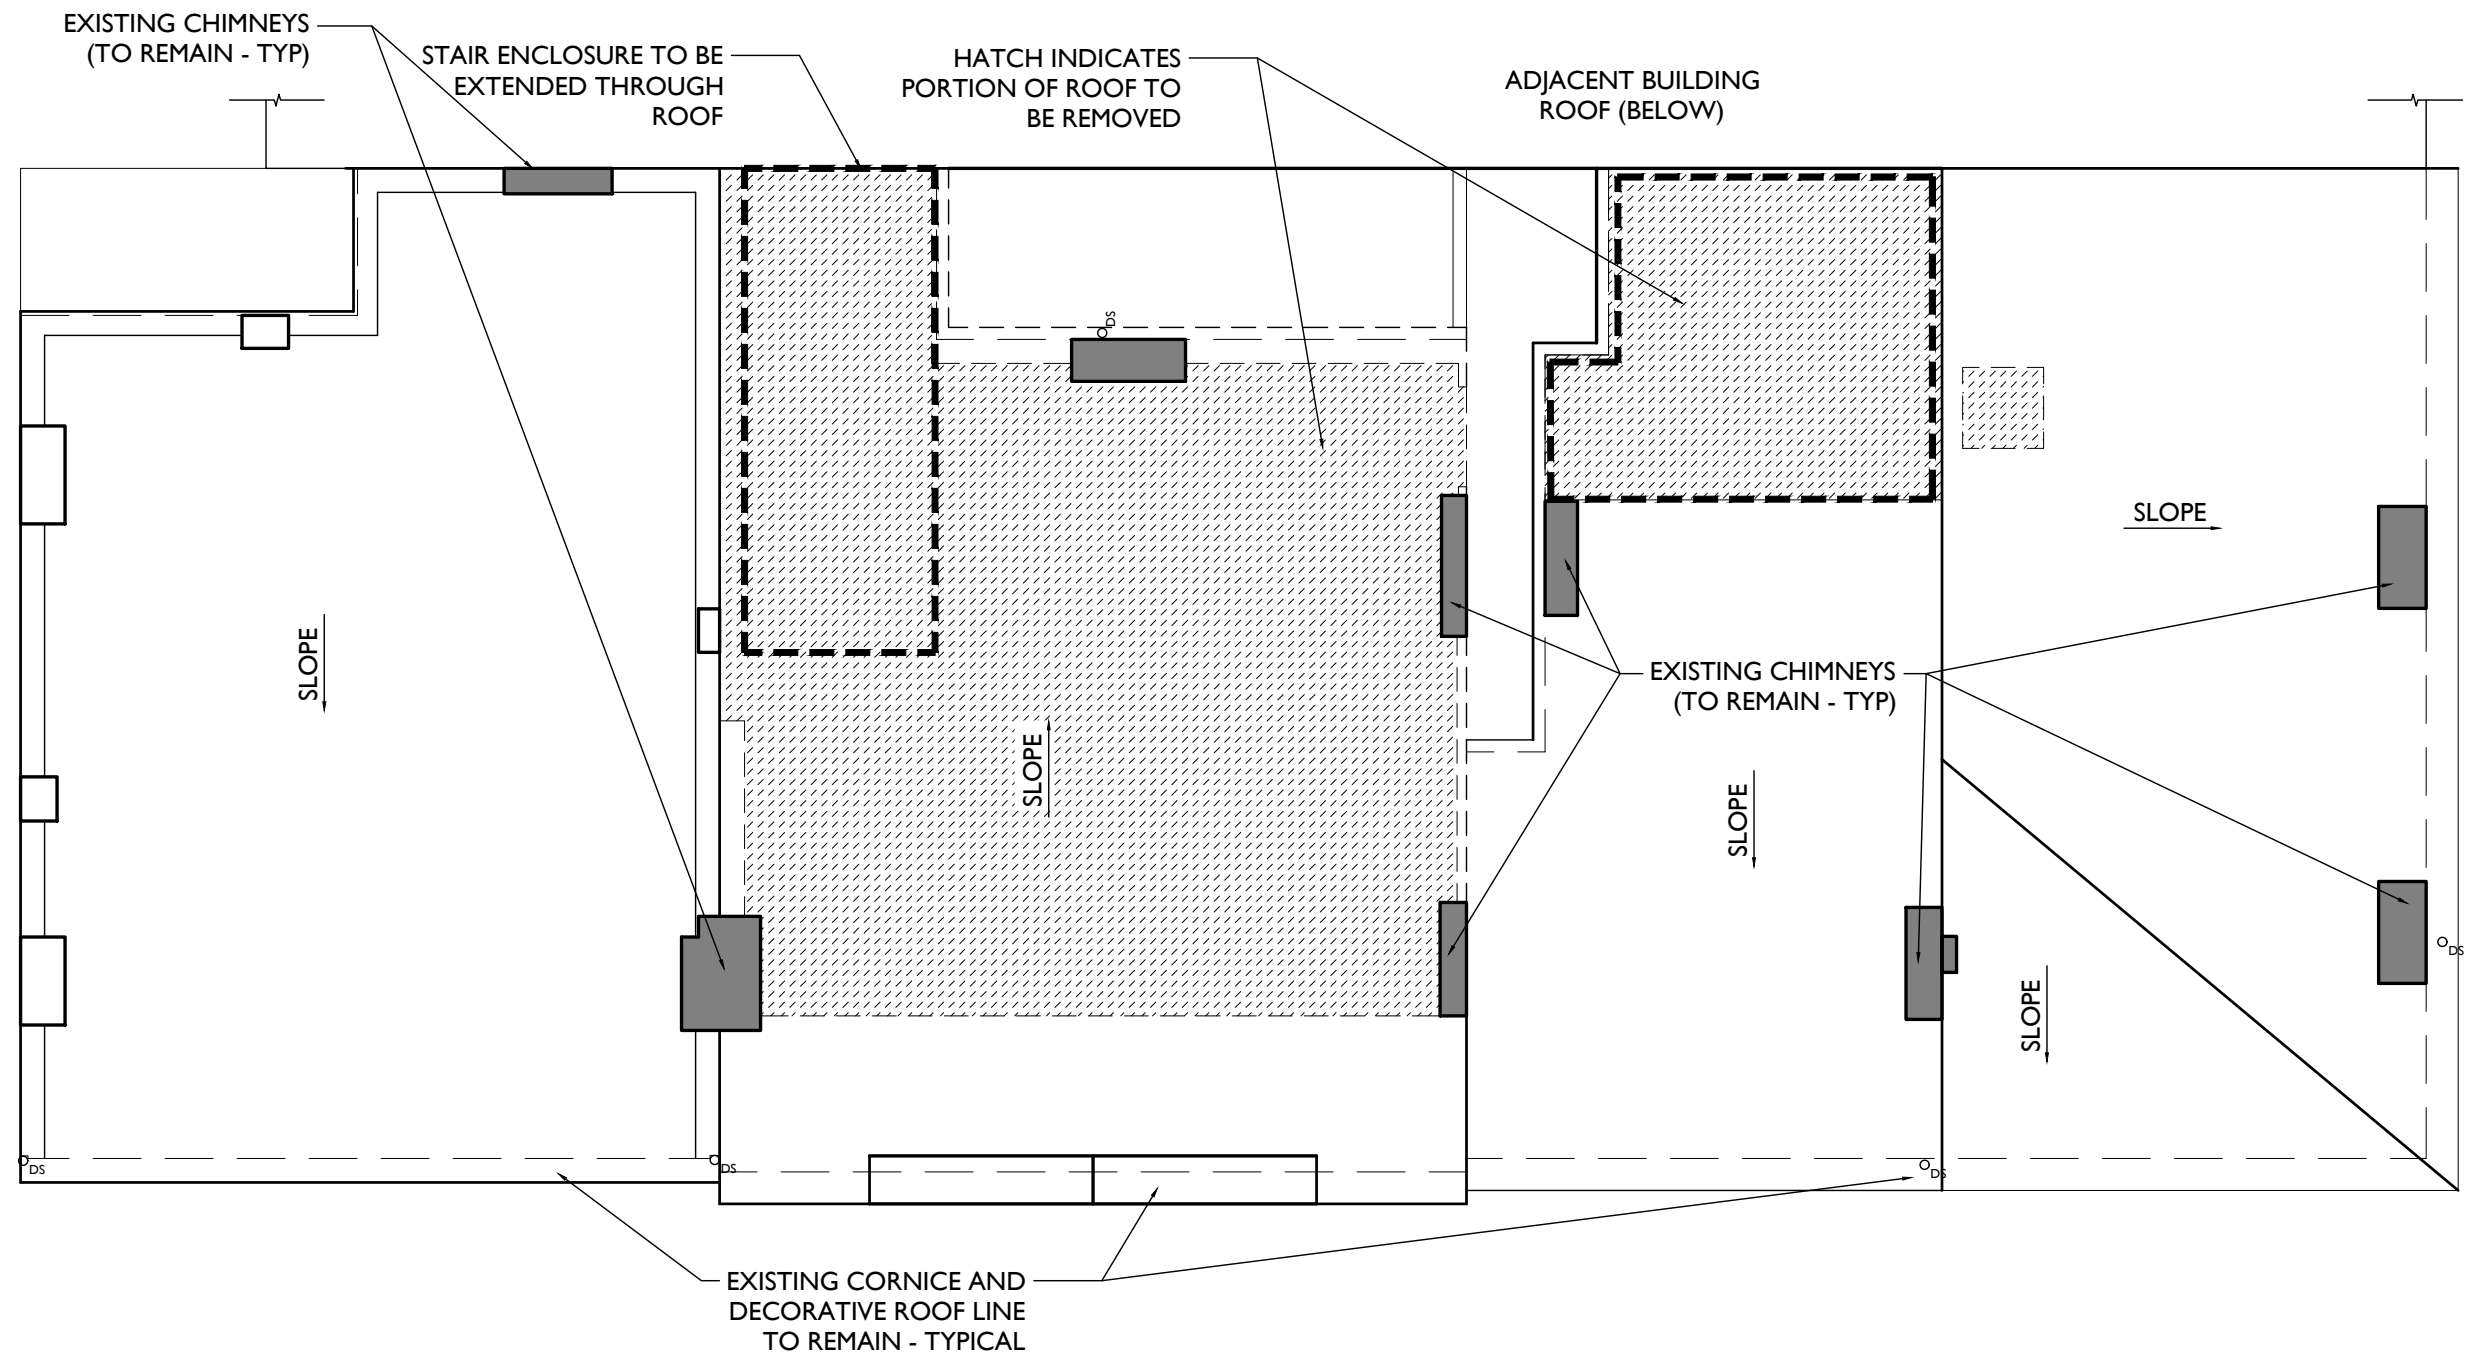 EXISTING CHIMNEYS
(TO REMAIN - TYP)
STAIR ENCLOSURE TO BE
EXTENDED THROUGH
ROOF
HATCH INDICATES
PORTION OF ROOF TO
BE REMOVED
ADJACENT BUILDING
ROOF (BELOW)
DS
SLOPE
SLOPE
EXISTING CHIMNEYS
(TO REMAIN - TYP)
SLOPE
SLOPE
DS
SLOPE
DS
DS
DS
EXISTING CORNICE AND
DECORATIVE ROOF LINE
TO REMAIN - TYPICAL